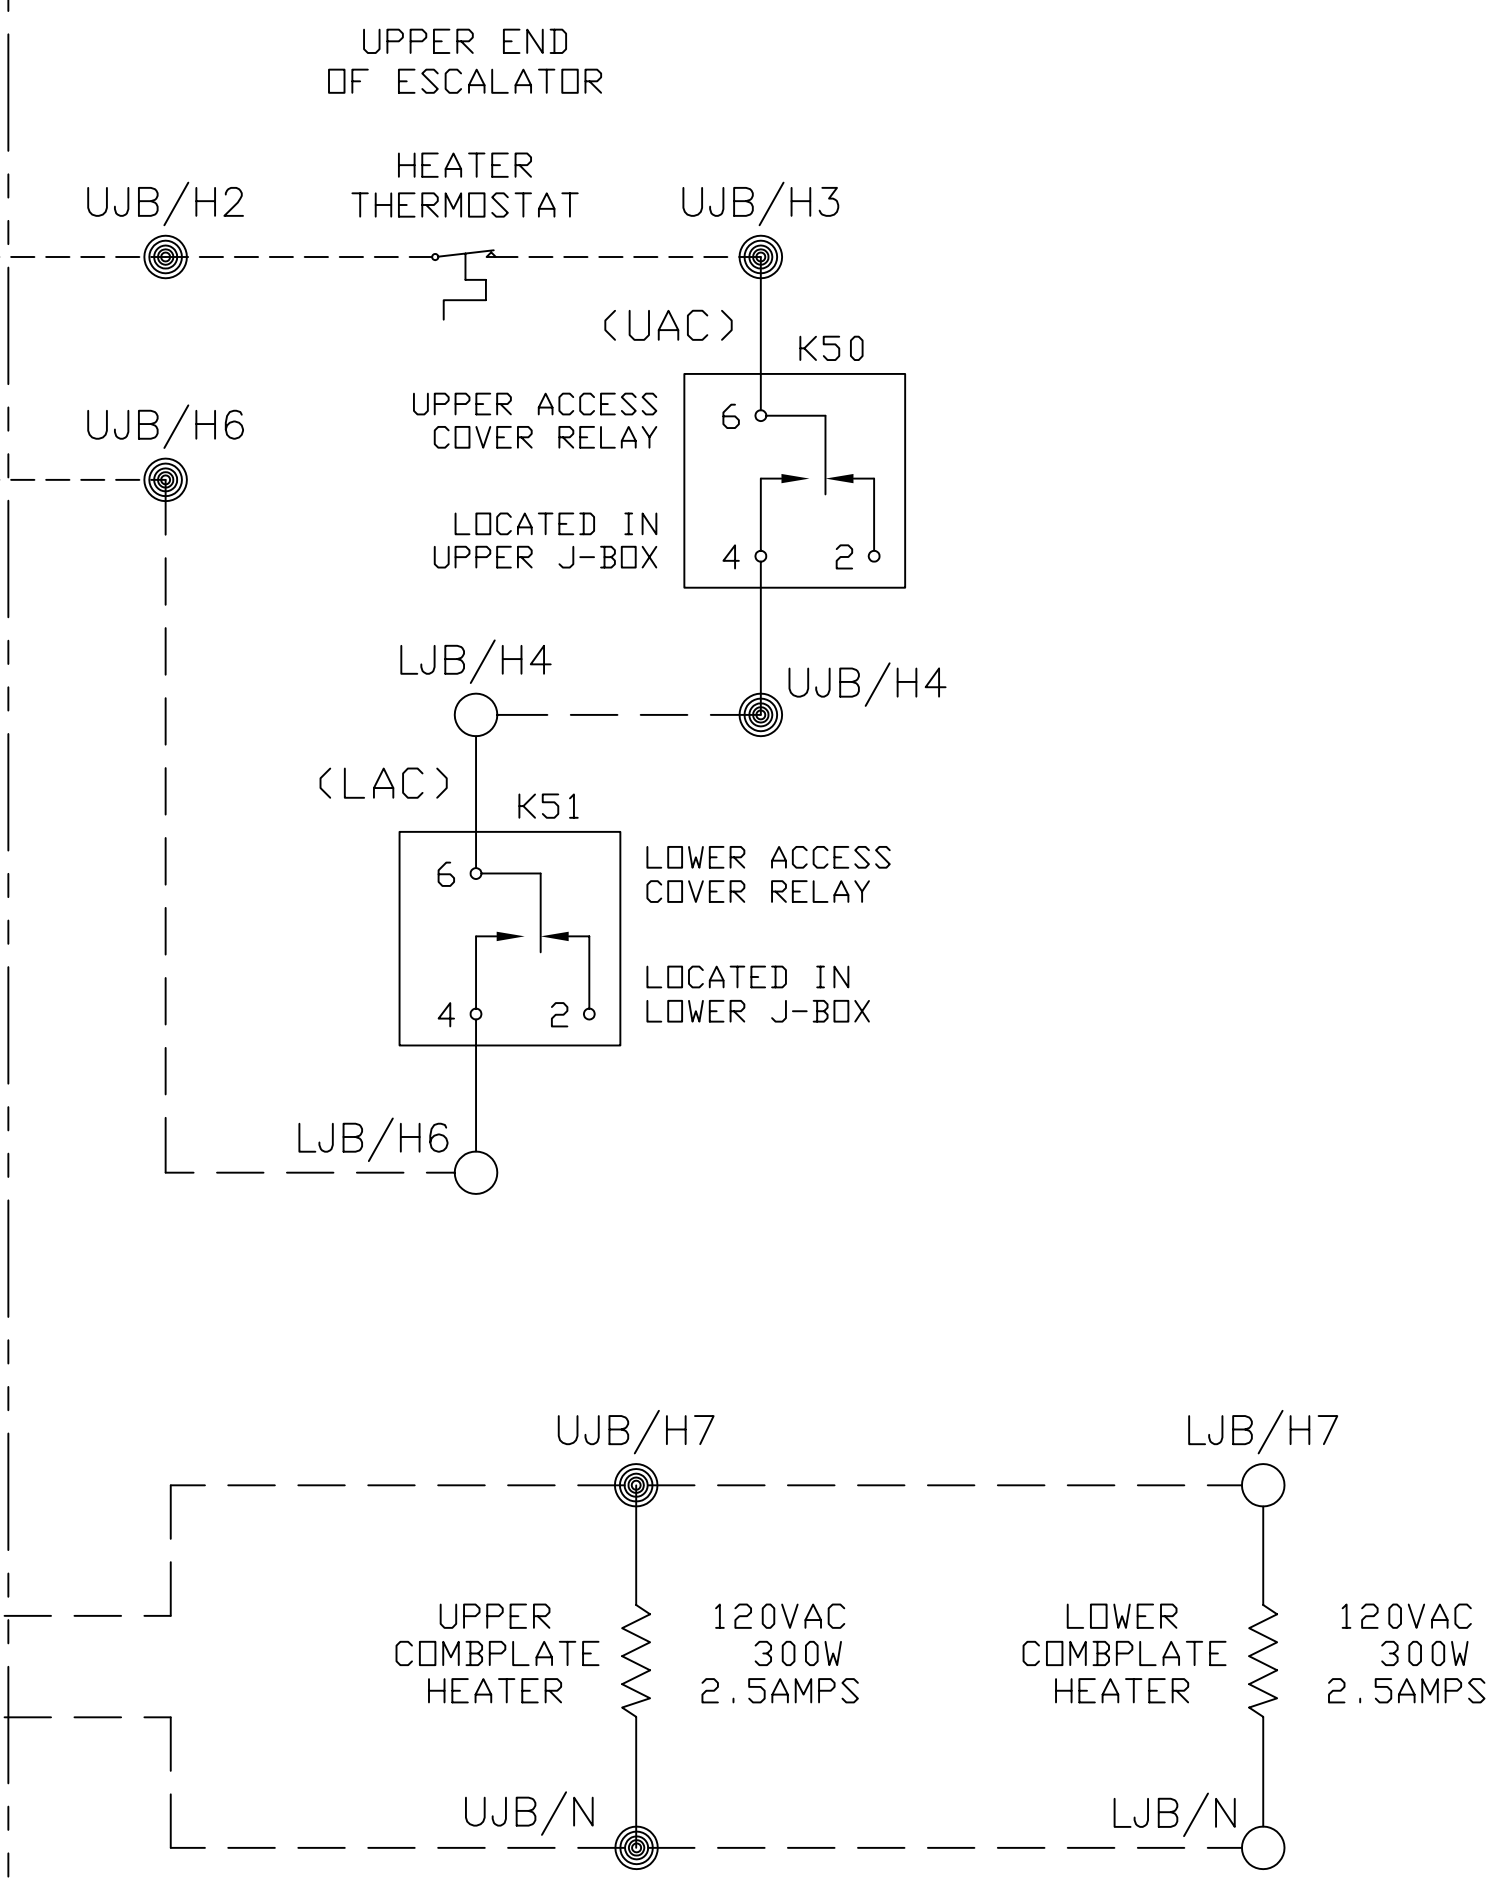 UPPER END
OF ESCALATOR
HEATER
THERMOSTAT
UJB/H2
UJB/H3
(UAC)
K50
UPPER ACCESS
COVER RELAY
6
UJB/H6
LOCATED IN
UPPER J-BOX
4
2
LJB/H4
UJB/H4
(LAC)
K51
6
LOWER ACCESS
COVER RELAY
LOCATED IN
LOWER J-BOX
4
2
LJB/H6
UJB/H7
LJB/H7
UPPER
COMBPLATE
HEATER
120VAC
300W
2.5AMPS
LOWER
COMBPLATE
HEATER
120VAC
300W
2.5AMPS
UJB/N
LJB/N